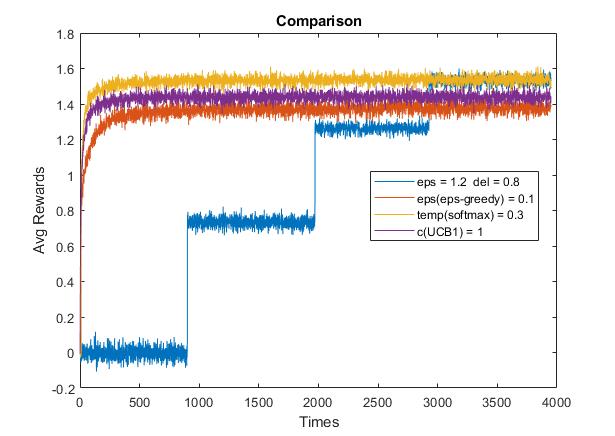 Comparison
1.8
1.6
1.4
1.2
1
0.8
0.6
0.4
0.2
0
-0.2
Avg Rewards
eps = 1.2 del = 0.8
eps(eps-greedy) = 0.1
temp(softmax) = 0.3
c(UCB1) = 1
0 500 1000 1500 2000 2500 3000 3500 4000
Times